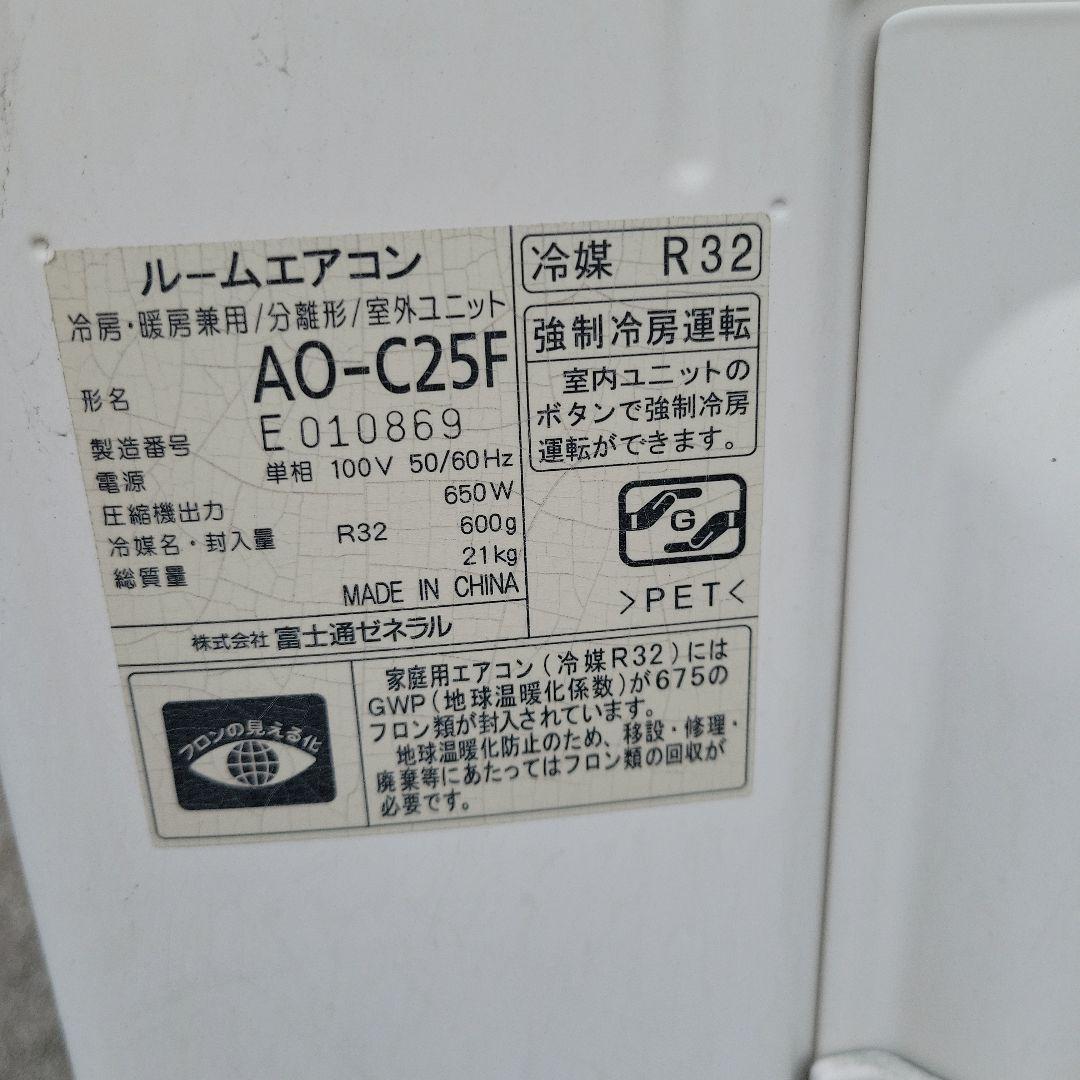 ルームエアコン
冷房・暖房兼用/分離形/室外ユニット
形名 AO-C25F
製造番号 E010869
電源 単相 100V 50/60Hz
圧縮機出力 650W
冷媒名・封入量 R32 600g
総質量 21kg
MADE IN CHINA
株式会社 富士通ゼネラル
冷媒 R32
強制冷房運転
室内ユニットの
ボタンで強制冷房
運転ができます。
G
>PET<
フロンの見える化
家庭用エアコン(冷媒R32)には
GWP(地球温暖化係数)が675の
フロン類が封入されています。
地球温暖化防止のため、移設・修理・
廃棄等にあたってはフロン類の回収が
必要です。